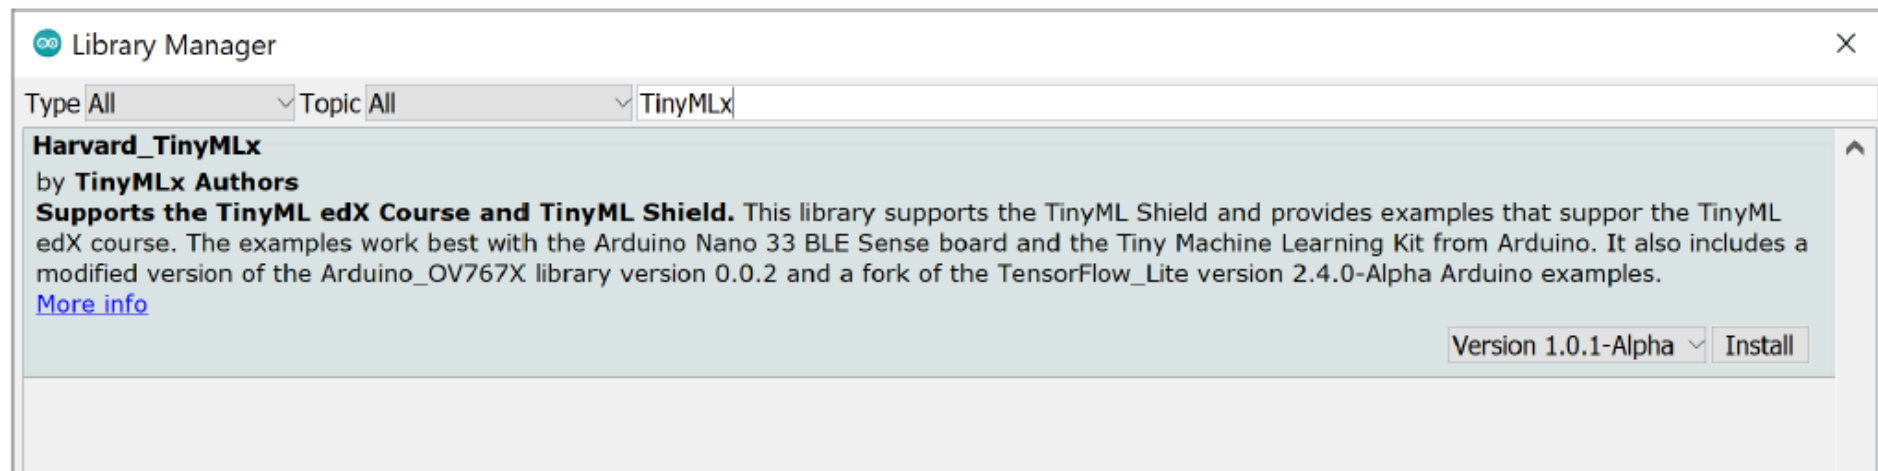 Library Manager
Type All Topic All TinyMLx
Harvard_TinyMLx
by TinyMLx Authors
Supports the TinyML edX Course and TinyML Shield. This library supports the TinyML Shield and provides examples that suppor the TinyML
edX course. The examples work best with the Arduino Nano 33 BLE Sense board and the Tiny Machine Learning Kit from Arduino. It also includes a
modified version of the Arduino_OV767X library version 0.0.2 and a fork of the TensorFlow_Lite version 2.4.0-Alpha Arduino examples.
More info
Version 1.0.1-Alpha Install